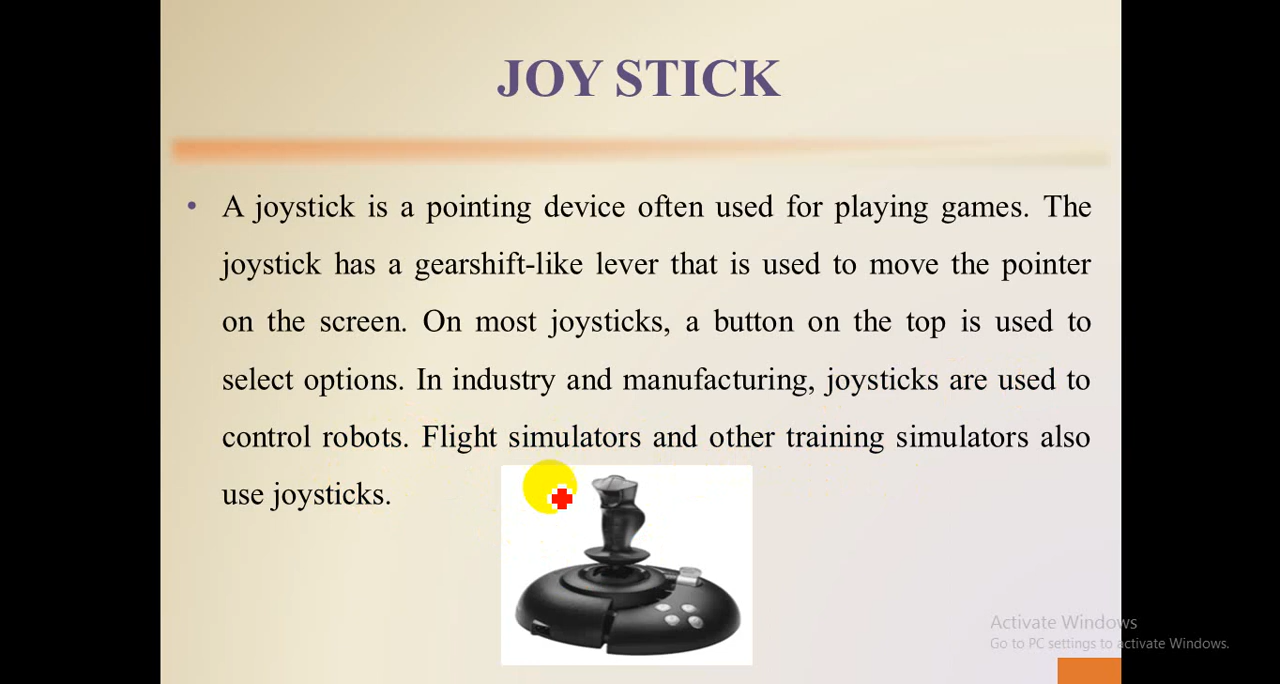 JOY STICK
• A joystick is a pointing device often used for playing games. The
joystick has a gearshift-like lever that is used to move the pointer
on the screen. On most joysticks, a button on the top is used to
select options. In industry and manufacturing, joysticks are used to
control robots. Flight simulators and other training simulators also
use joysticks.
Activate Windows
Go to PC settings to activate Windows.